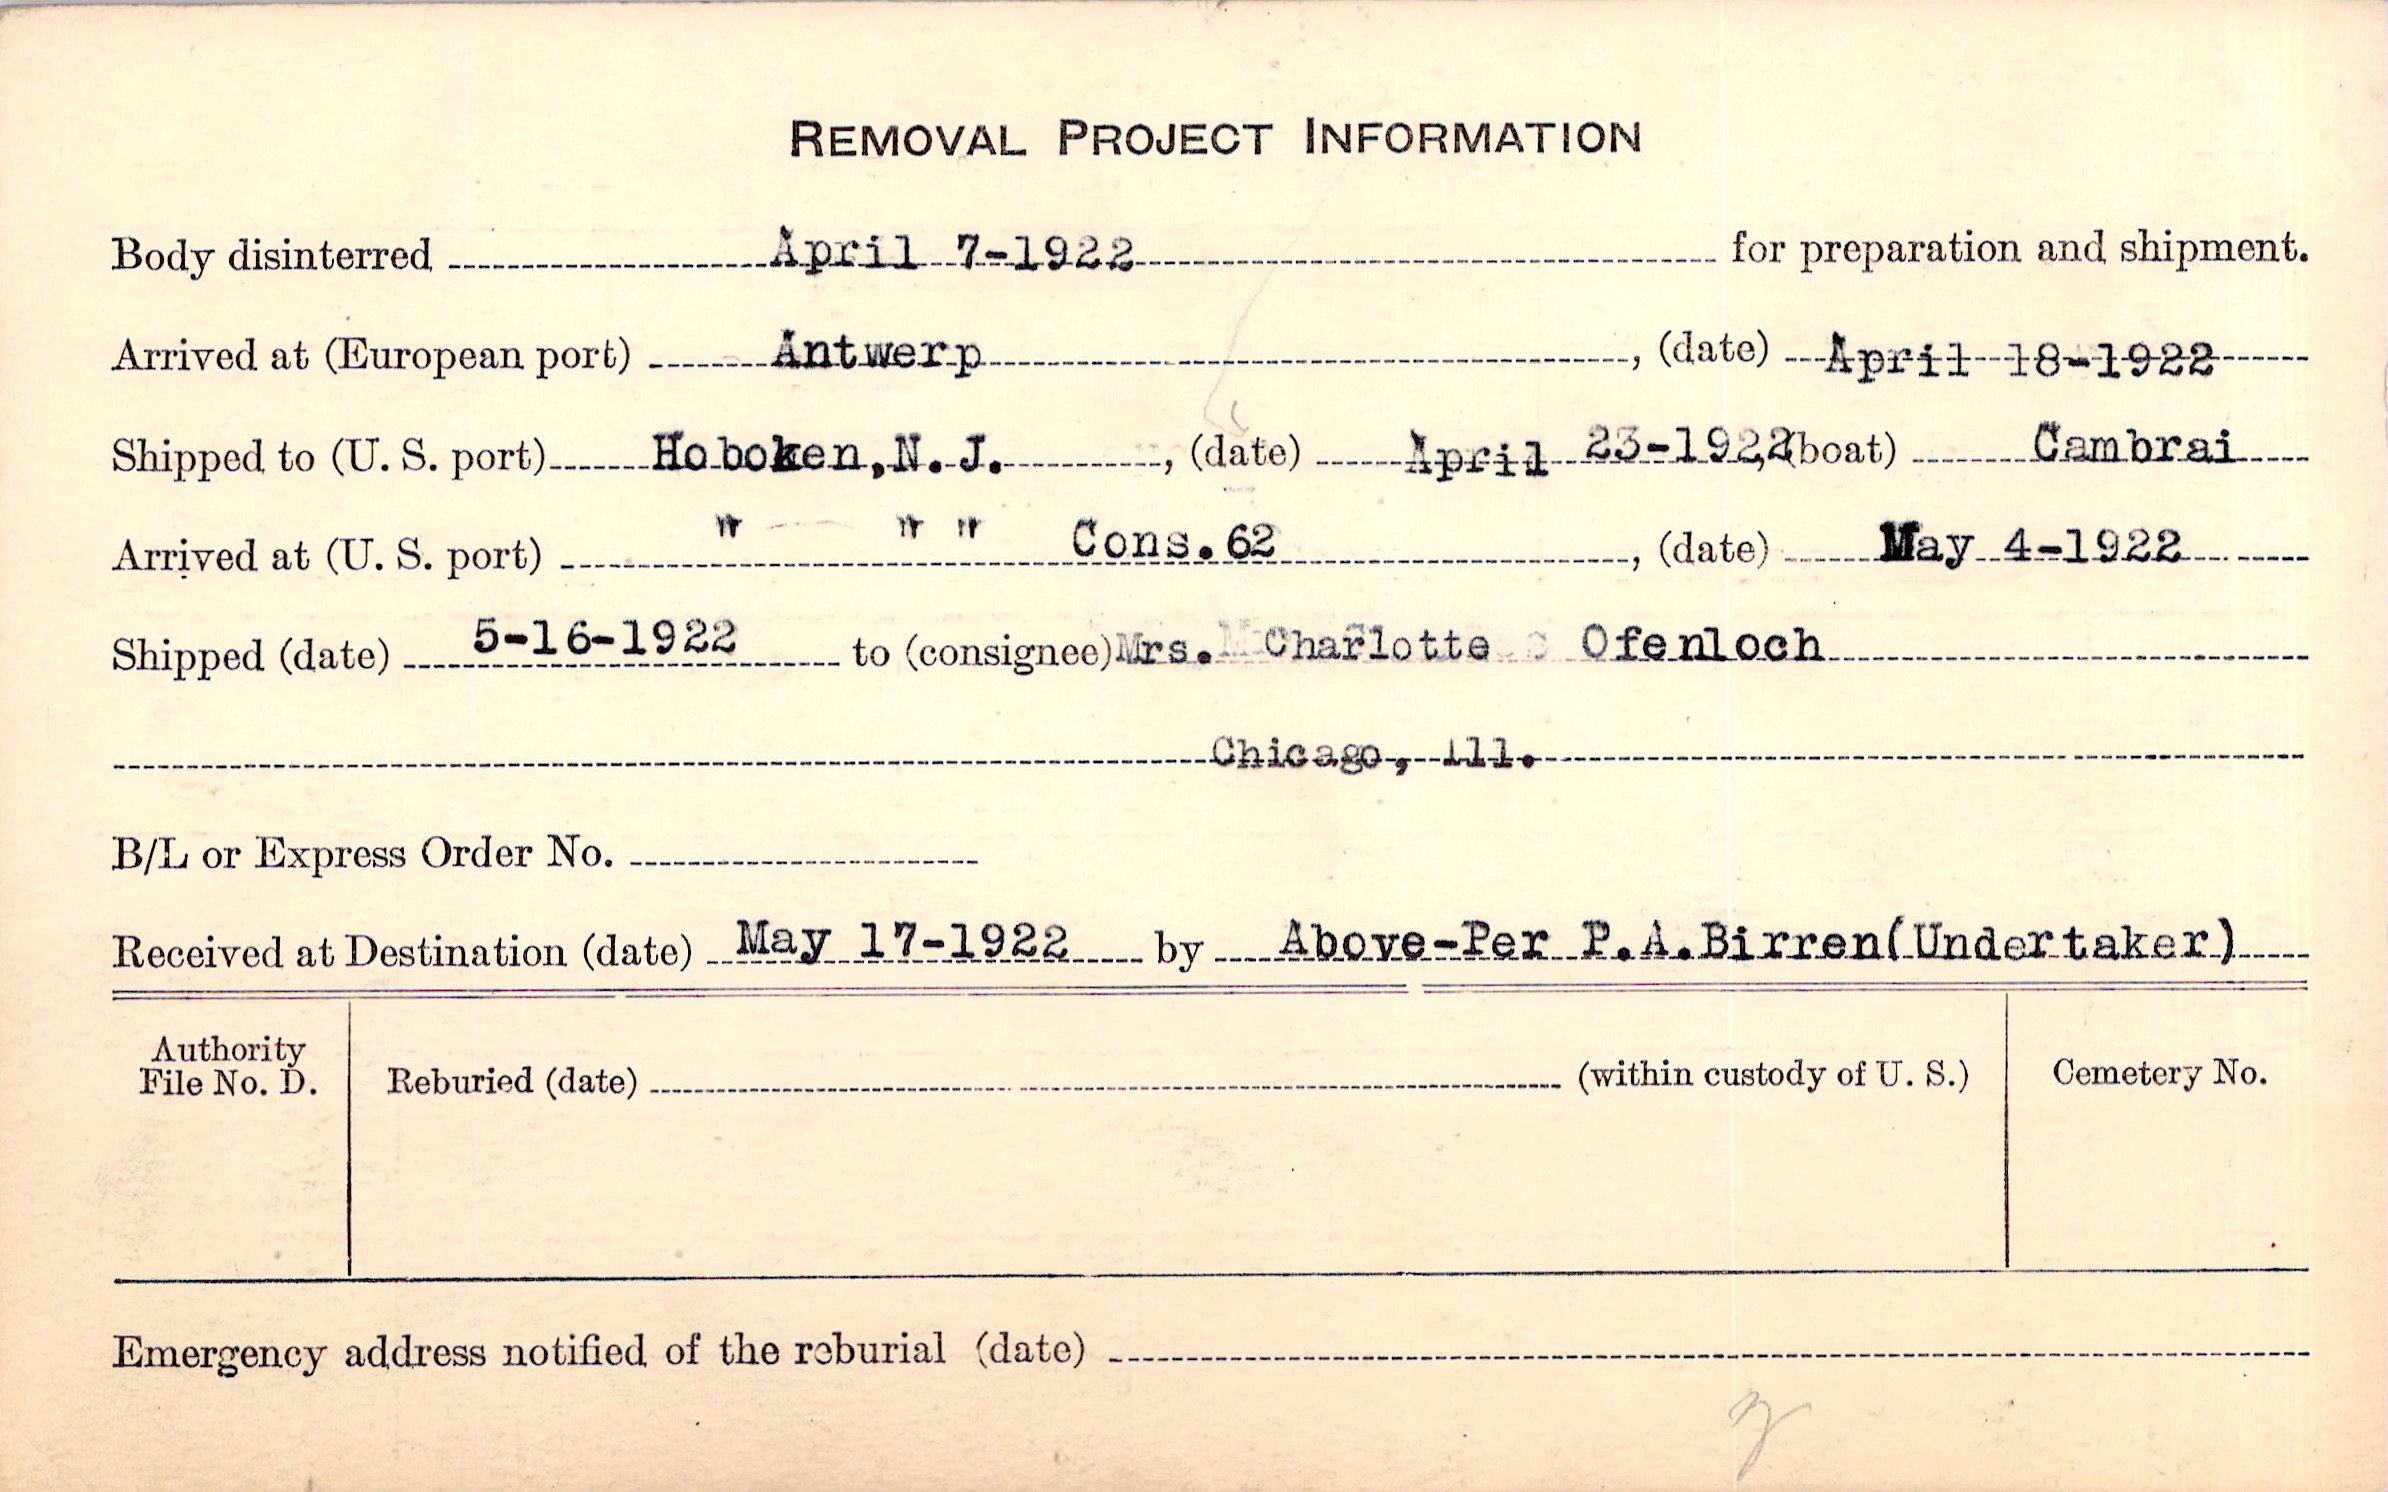 REMOVAL PROJECT INFORMATION
Body disinterred April 7-1922 for preparation and shipment.
Arrived at (European port) Antwerp, (date) April 18-1922
Shipped to (U. S. port) Hoboken,N.J., (date) April 23-1922, (boat) Cambrai
Arrived at (U. S. port) " " " Cons.62, (date) May 4-1922
Shipped (date) 5-16-1922 to (consignee) Mrs. Charlotte Ofenloch
Chicago, Ill.
B/L or Express Order No.
Received at Destination (date) May 17-1922 by Above-Per P.A.Birren(Undertaker)
Authority
File No. D.
Reburied (date) (within custody of U. S.)
Cemetery No.
Emergency address notified of the reburial (date)